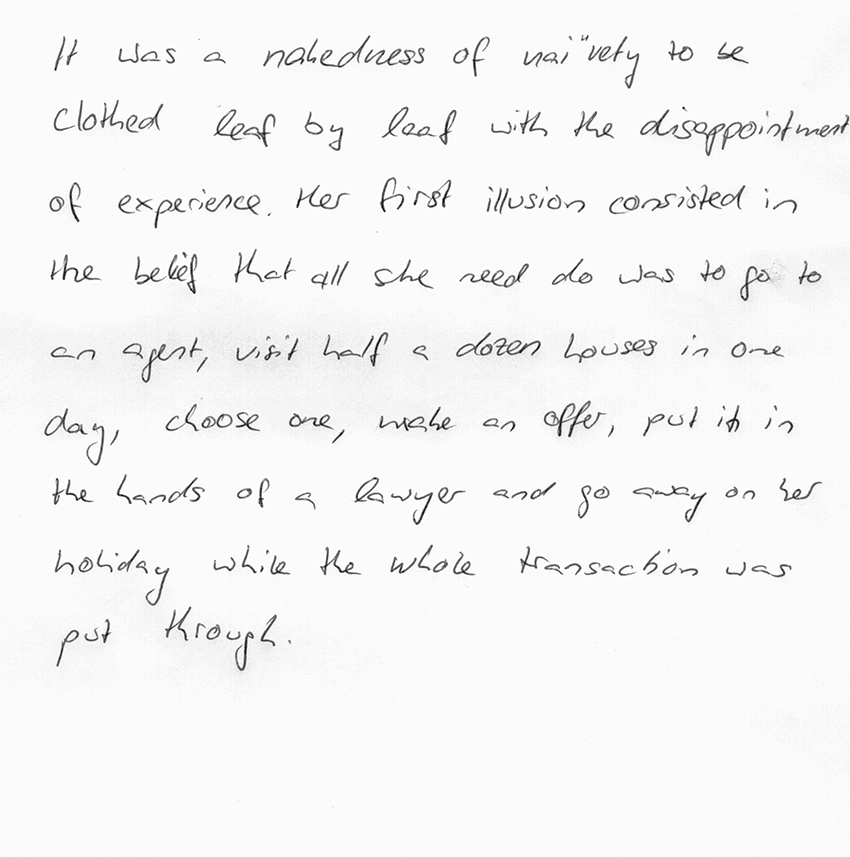 It was a nakedness of naïvety to be
clothed leaf by leaf with the disappointment
of experience. Her first illusion consisted in
the belief that all she need do was to go to
an agent, visit half a dozen houses in one
day, choose one, make an offer, put it in
the hands of a lawyer and go away on her
holiday while the whole transaction was
put through.